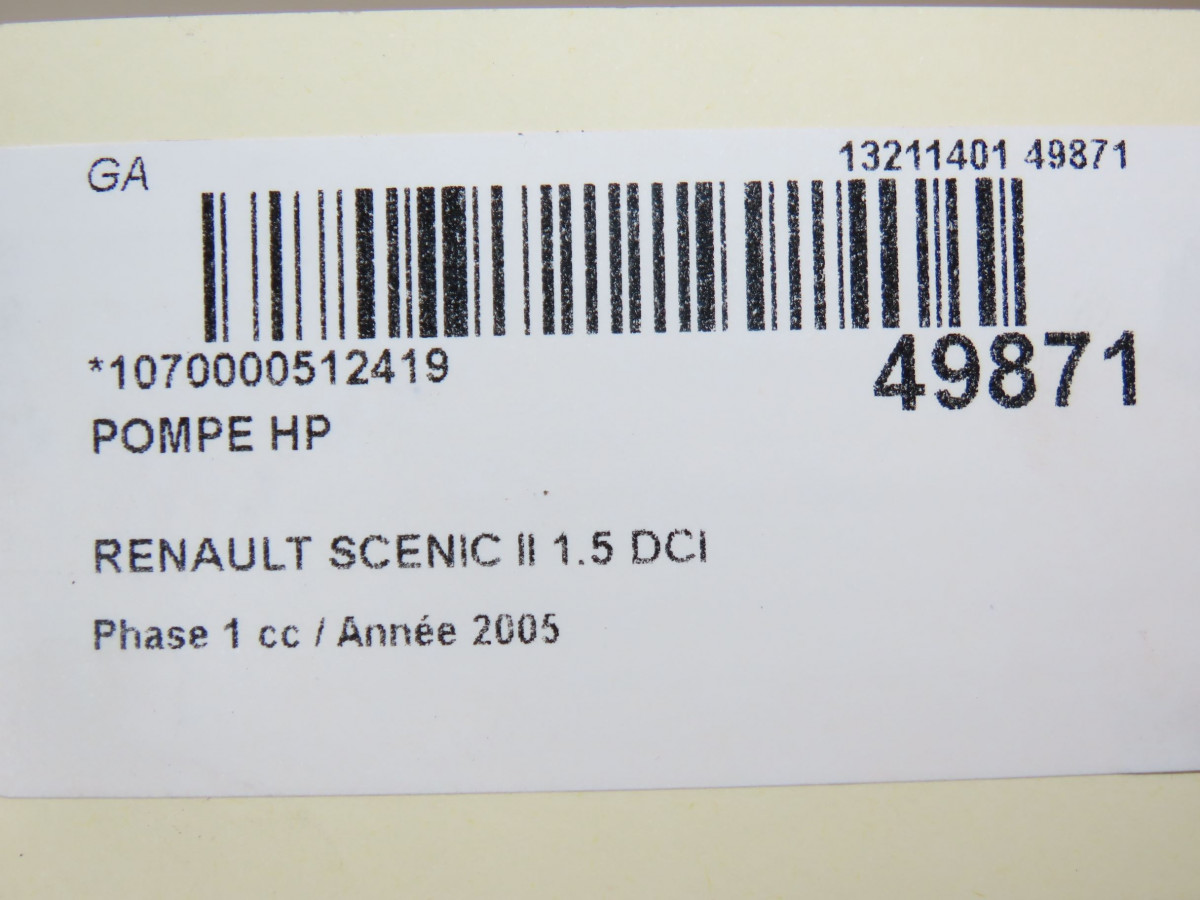 GA
13211401 49871
*1070000512419
49871
POMPE HP
RENAULT SCENIC II 1.5 DCI
Phase 1 cc / Année 2005